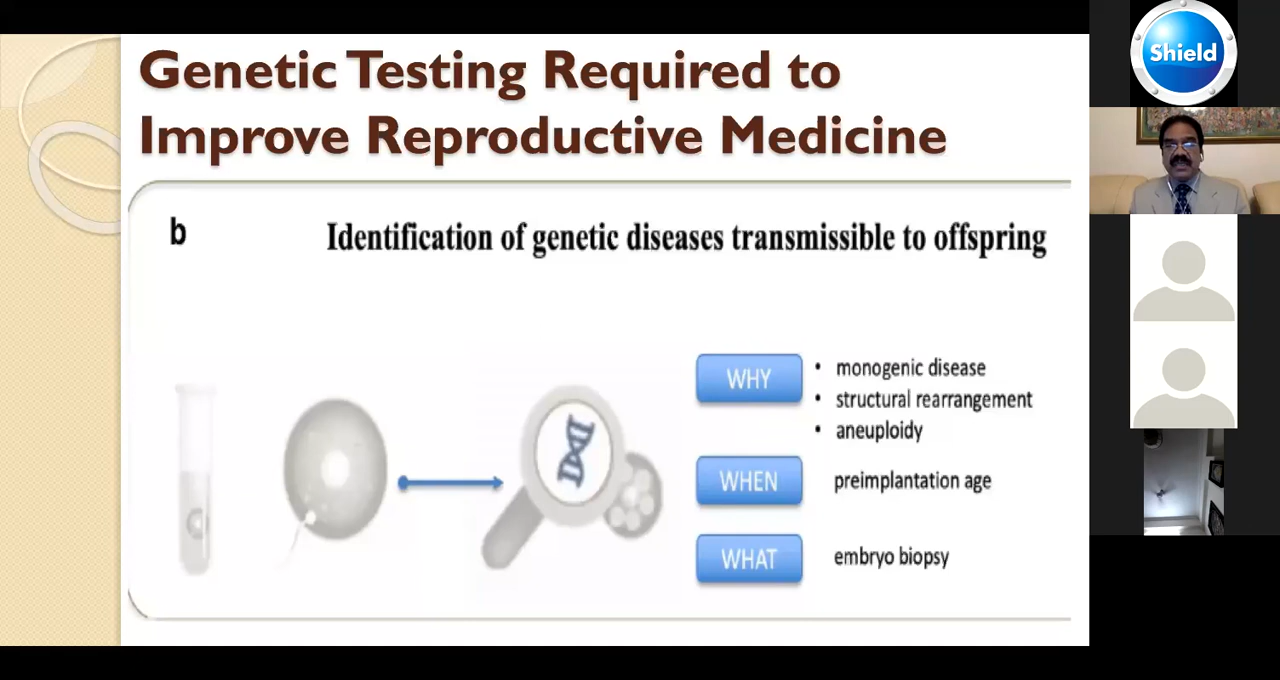 Genetic Testing Required to
Improve Reproductive Medicine
b
Identification of genetic diseases transmissible to offspring
WHY
• monogenic disease
• structural rearrangement
• aneuploidy
WHEN
preimplantation age
WHAT
embryo biopsy
Shield